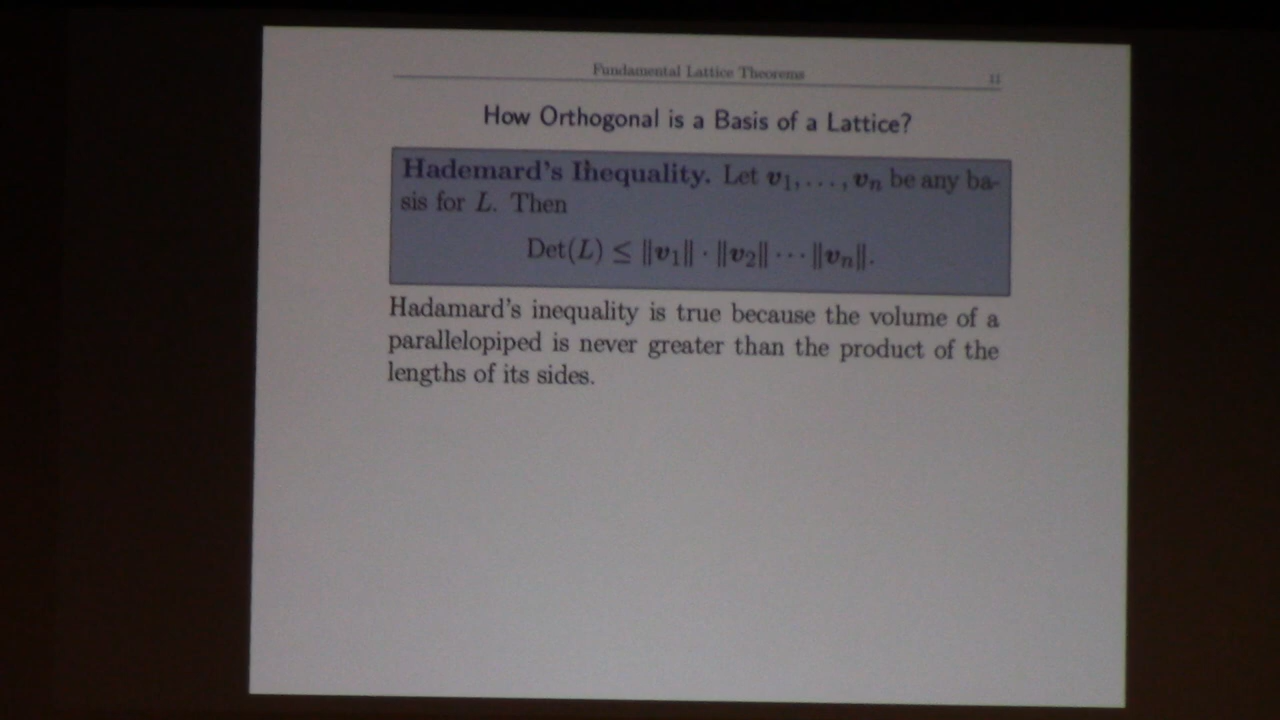 Fundamental Lattice Theorems 11
How Orthogonal is a Basis of a Lattice?
Hademard's Inequality. Let v₁, . . . , vₙ be any ba-
sis for L. Then
Det(L) ≤ ‖v₁‖ · ‖v₂‖ · · · ‖vₙ‖.
Hadamard's inequality is true because the volume of a
parallelopiped is never greater than the product of the
lengths of its sides.